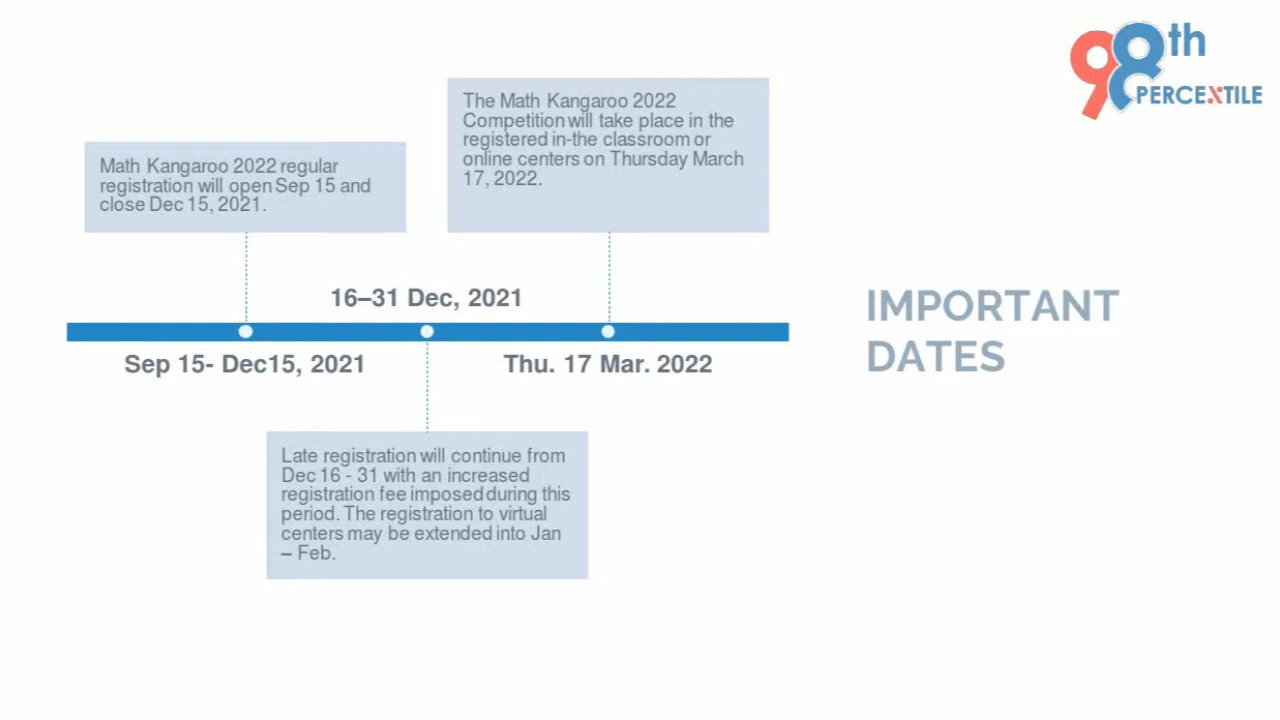 98th
PERCEXTILE
The Math Kangaroo 2022
Competition will take place in the
registered in-the classroom or
online centers on Thursday March
17, 2022.
Math Kangaroo 2022 regular
registration will open Sep 15 and
close Dec 15, 2021.
16–31 Dec, 2021
Sep 15- Dec15, 2021
Thu. 17 Mar. 2022
IMPORTANT
DATES
Late registration will continue from
Dec 16 - 31 with an increased
registration fee imposed during this
period. The registration to virtual
centers may be extended into Jan
– Feb.